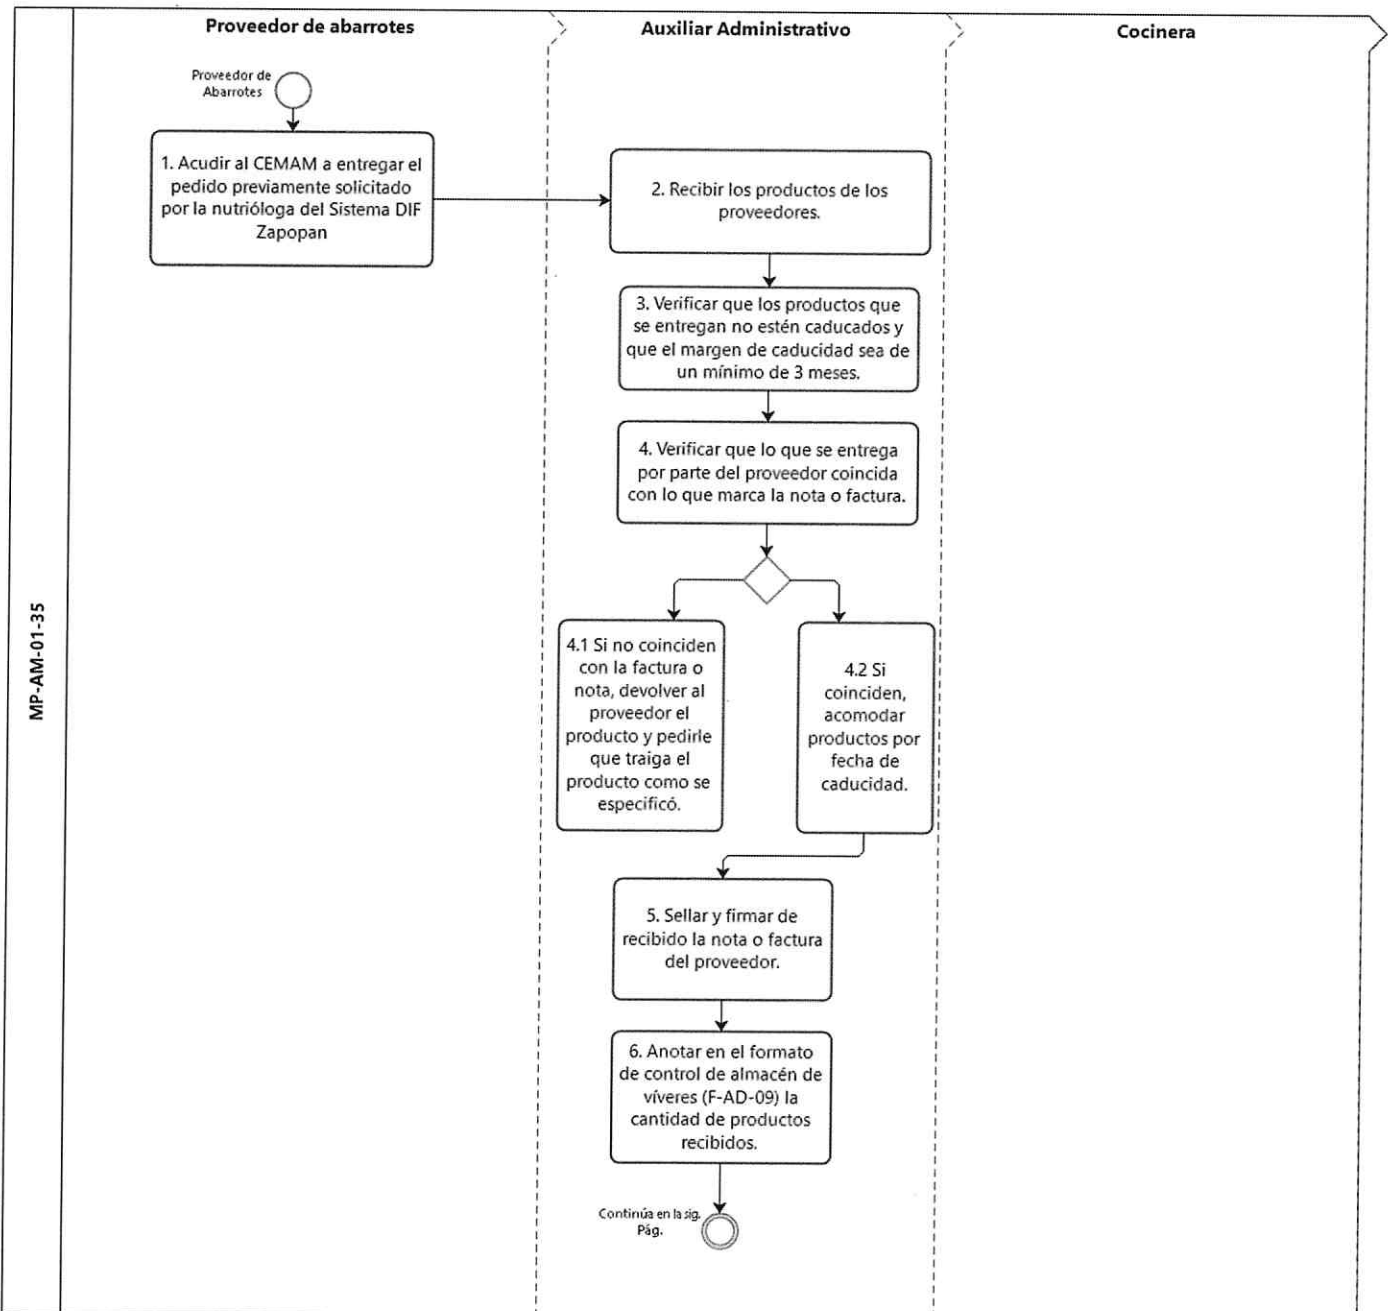 Proveedor de abarrotes
Auxiliar Administrativo
Cocinera
MP-AM-01-35
Proveedor de
Abarrotes
1. Acudir al CEMAM a entregar el
pedido previamente solicitado
por la nutrióloga del Sistema DIF
Zapopan
2. Recibir los productos de los
proveedores.
3. Verificar que los productos que
se entregan no estén caducados y
que el margen de caducidad sea de
un mínimo de 3 meses.
4. Verificar que lo que se entrega
por parte del proveedor coincida
con lo que marca la nota o factura.
4.1 Si no coinciden
con la factura o
nota, devolver al
proveedor el
producto y pedirle
que traiga el
producto como se
especificó.
4.2 Si
coinciden,
acomodar
productos por
fecha de
caducidad.
5. Sellar y firmar de
recibido la nota o factura
del proveedor.
6. Anotar en el formato
de control de almacén de
víveres (F-AD-09) la
cantidad de productos
recibidos.
Continúa en la sig.
Pág.